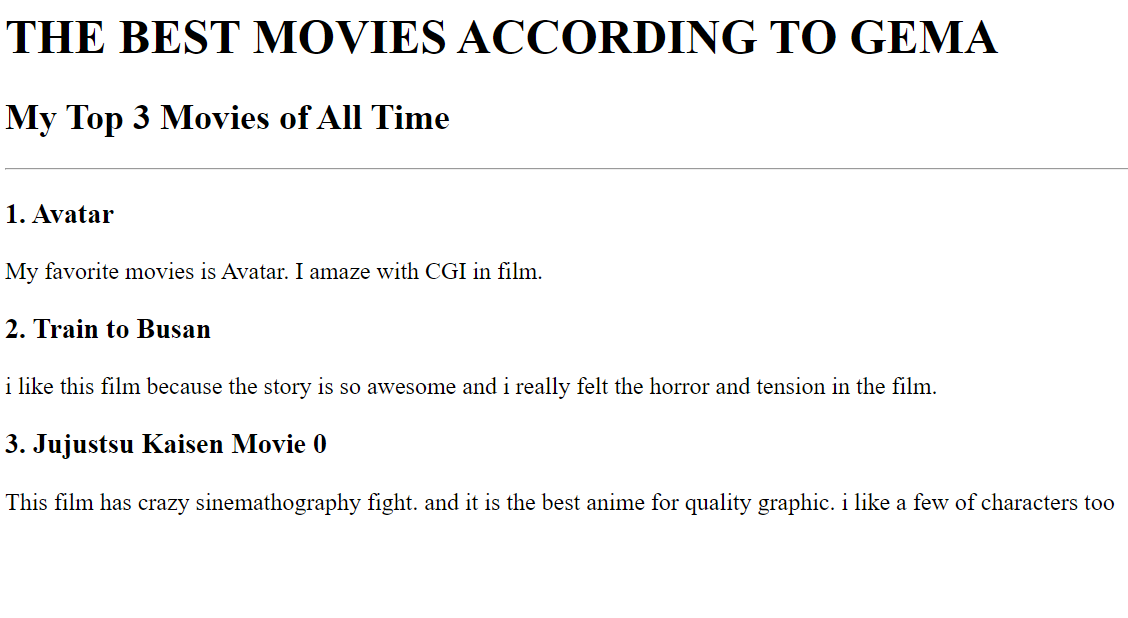 THE BEST MOVIES ACCORDING TO GEMA
My Top 3 Movies of All Time
1. Avatar
My favorite movies is Avatar. I amaze with CGI in film.
2. Train to Busan
i like this film because the story is so awesome and i really felt the horror and tension in the film.
3. Jujustsu Kaisen Movie 0
This film has crazy sinemathography fight. and it is the best anime for quality graphic. i like a few of characters too